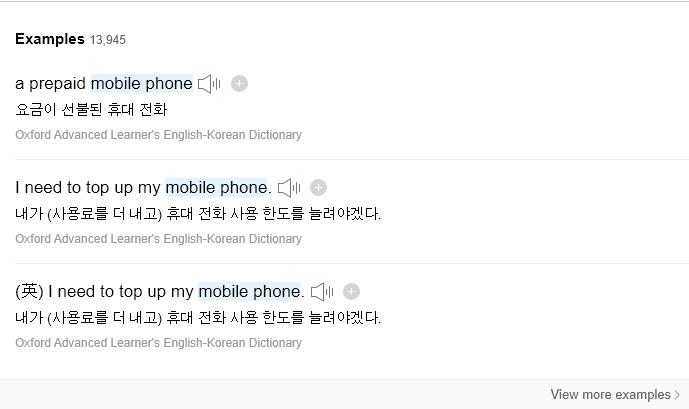 Examples 13,945
a prepaid mobile phone
요금이 선불된 휴대 전화
Oxford Advanced Learner's English-Korean Dictionary
I need to top up my mobile phone.
내가 (사용료를 더 내고) 휴대 전화 사용 한도를 늘려야겠다.
Oxford Advanced Learner's English-Korean Dictionary
(英) I need to top up my mobile phone.
내가 (사용료를 더 내고) 휴대 전화 사용 한도를 늘려야겠다.
Oxford Advanced Learner's English-Korean Dictionary
View more examples